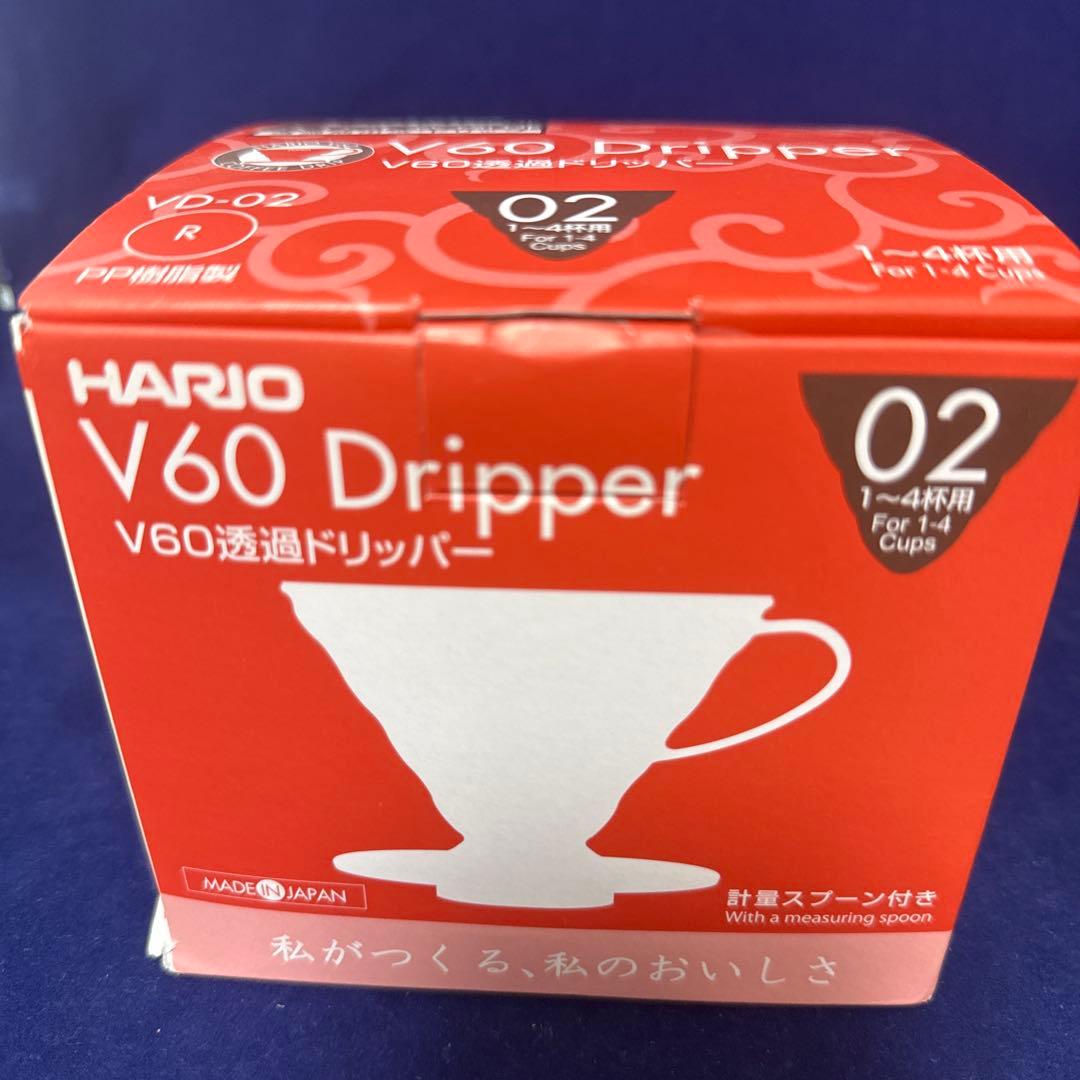 V60 Dripper
V60透過ドリッパー
VD-02
R
PP樹脂製
02
1～4杯用
For 1-4
Cups
1～4杯用
For 1-4 Cups
HARIO
V60 Dripper
V60透過ドリッパー
02
1～4杯用
For 1-4
Cups
MADE IN JAPAN
計量スプーン付き
With a measuring spoon
私がつくる、私のおいしさ